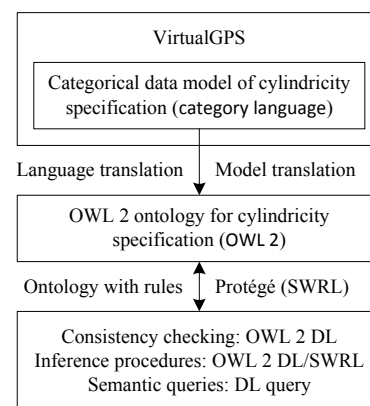 VirtualGPS
Categorical data model of cylindricity
specification (category language)
Language translation Model translation
OWL 2 ontology for cylindricity
specification (OWL 2)
Ontology with rules Protégé (SWRL)
Consistency checking: OWL 2 DL
Inference procedures: OWL 2 DL/SWRL
Semantic queries: DL query